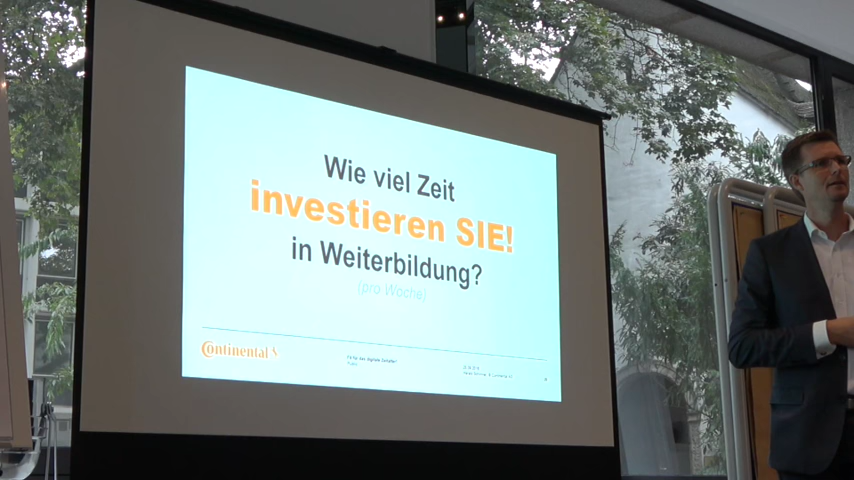 Wie viel Zeit
investieren SIE!
in Weiterbildung?
(pro Woche)
Continental